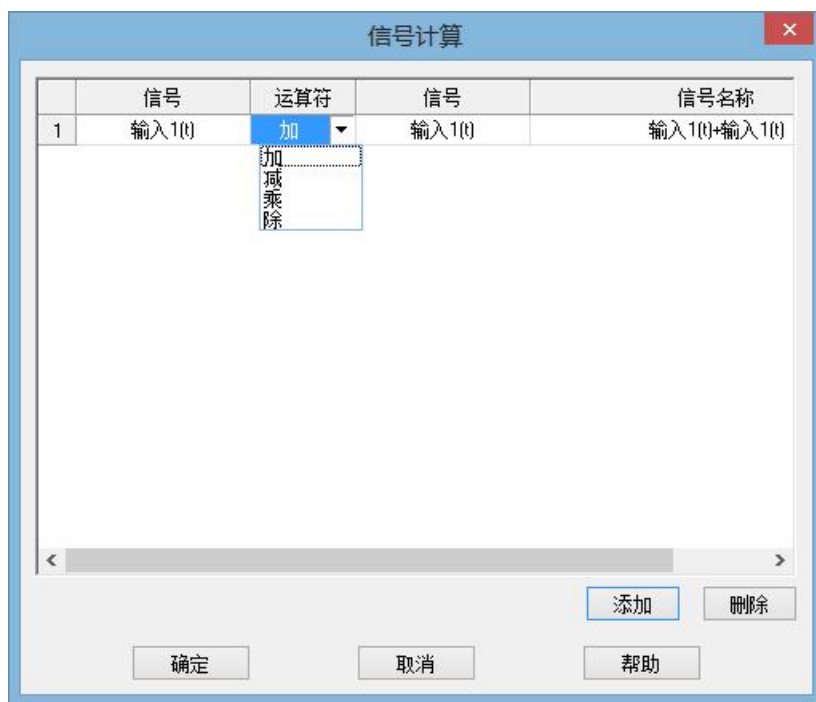 信号计算
信号 运算符 信号 信号名称
1 输入1(t) 加 输入1(t) 输入1(t)+输入1(t)
加
减
乘
除
添加 删除
确定 取消 帮助